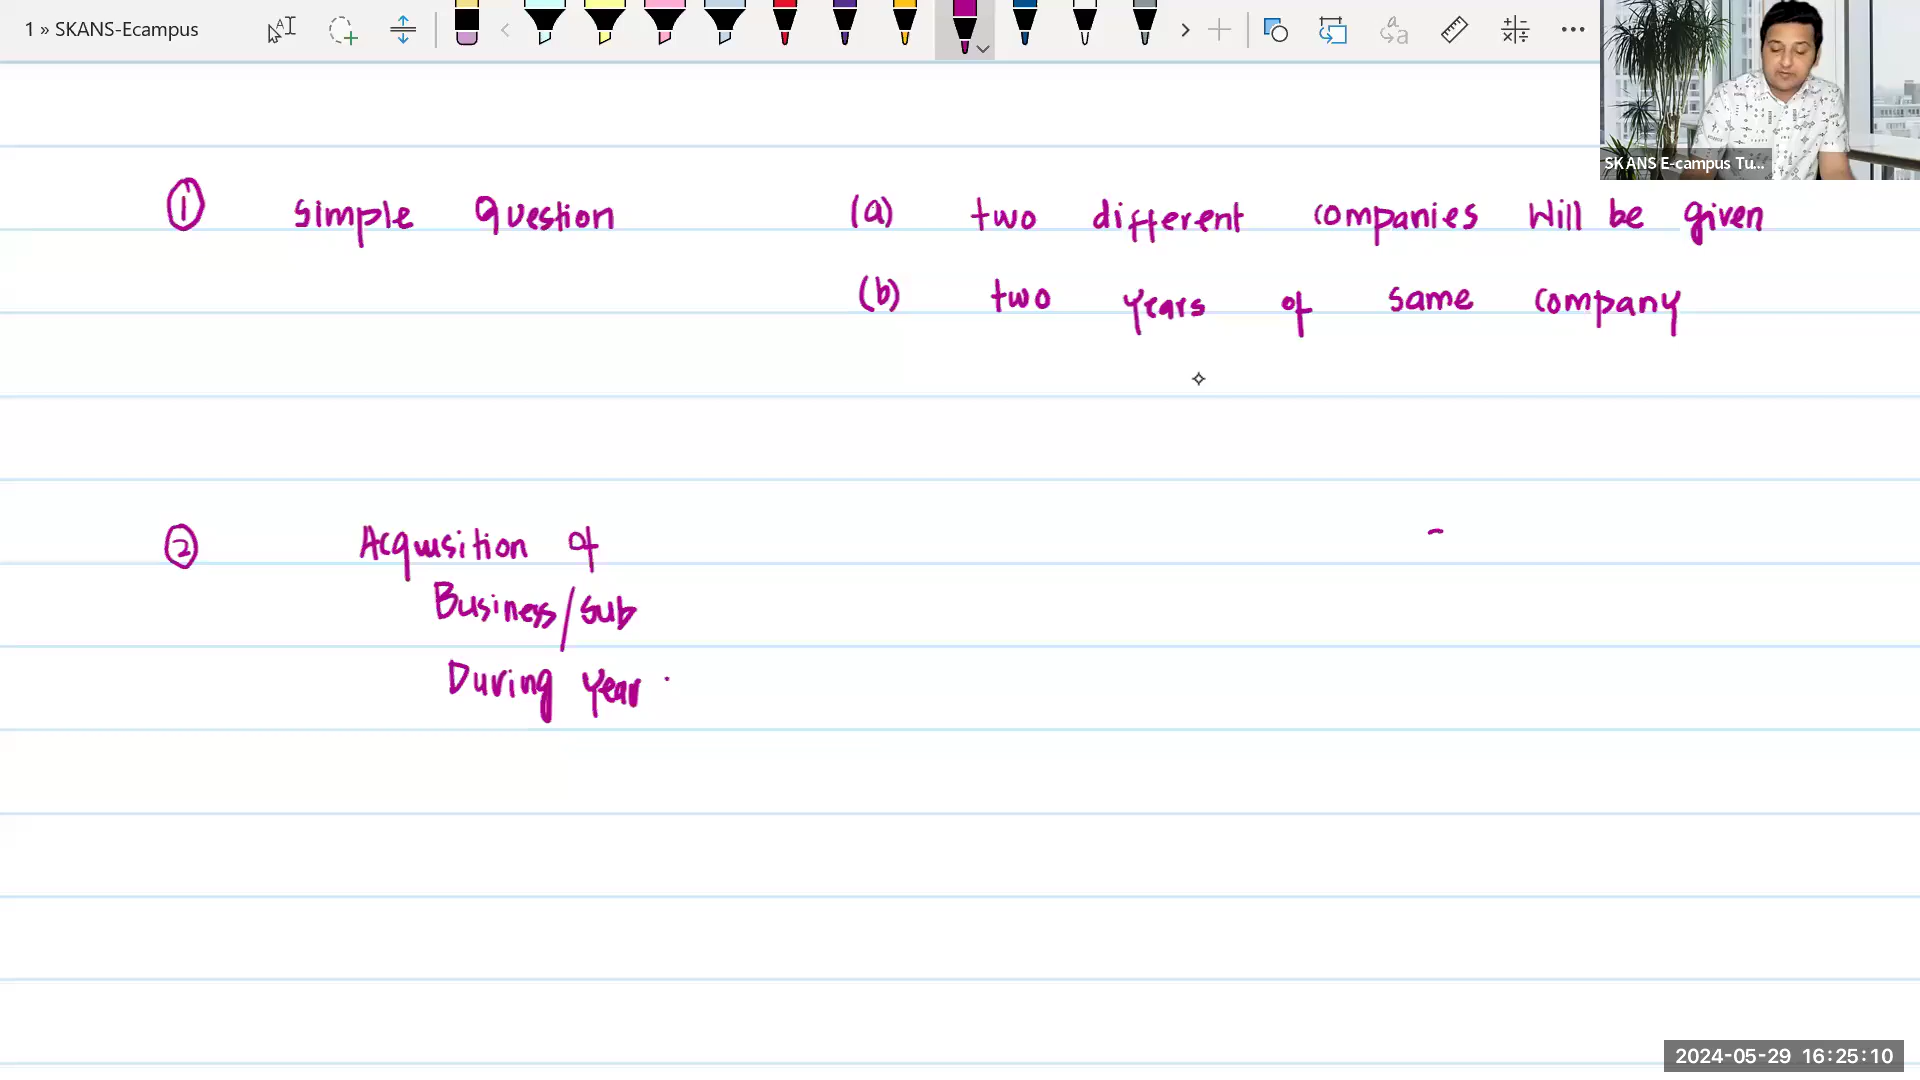 1 » SKANS-Ecampus
SKANS E-campus Tu...
① Simple Question (a) two different companies will be given
(b) two years of same company
② Acquisition of
Business/Sub
During year
2024-05-29 16:25:10